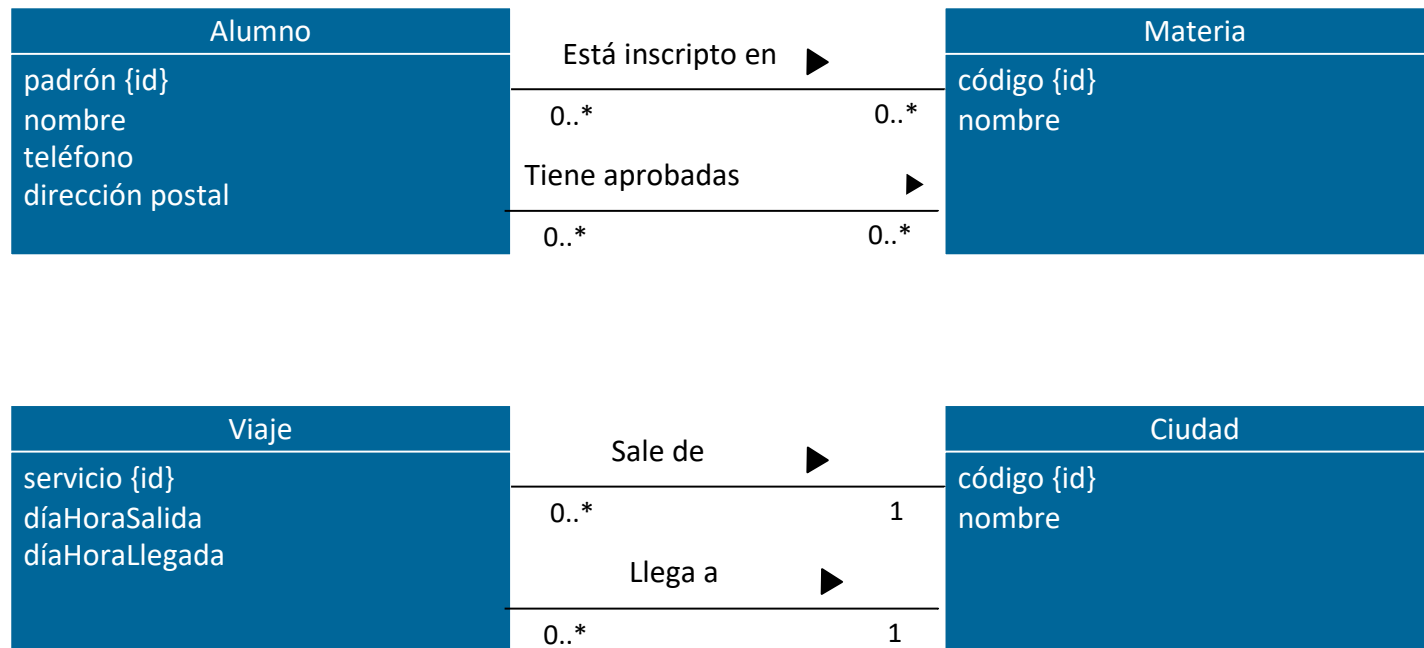 Alumno
padrón {id}
nombre
teléfono
dirección postal
Está inscripto en
0..*
0..*
Tiene aprobadas
0..*
0..*
Materia
código {id}
nombre
Viaje
servicio {id}
díaHoraSalida
díaHoraLlegada
Sale de
0..*
1
Llega a
0..*
1
Ciudad
código {id}
nombre